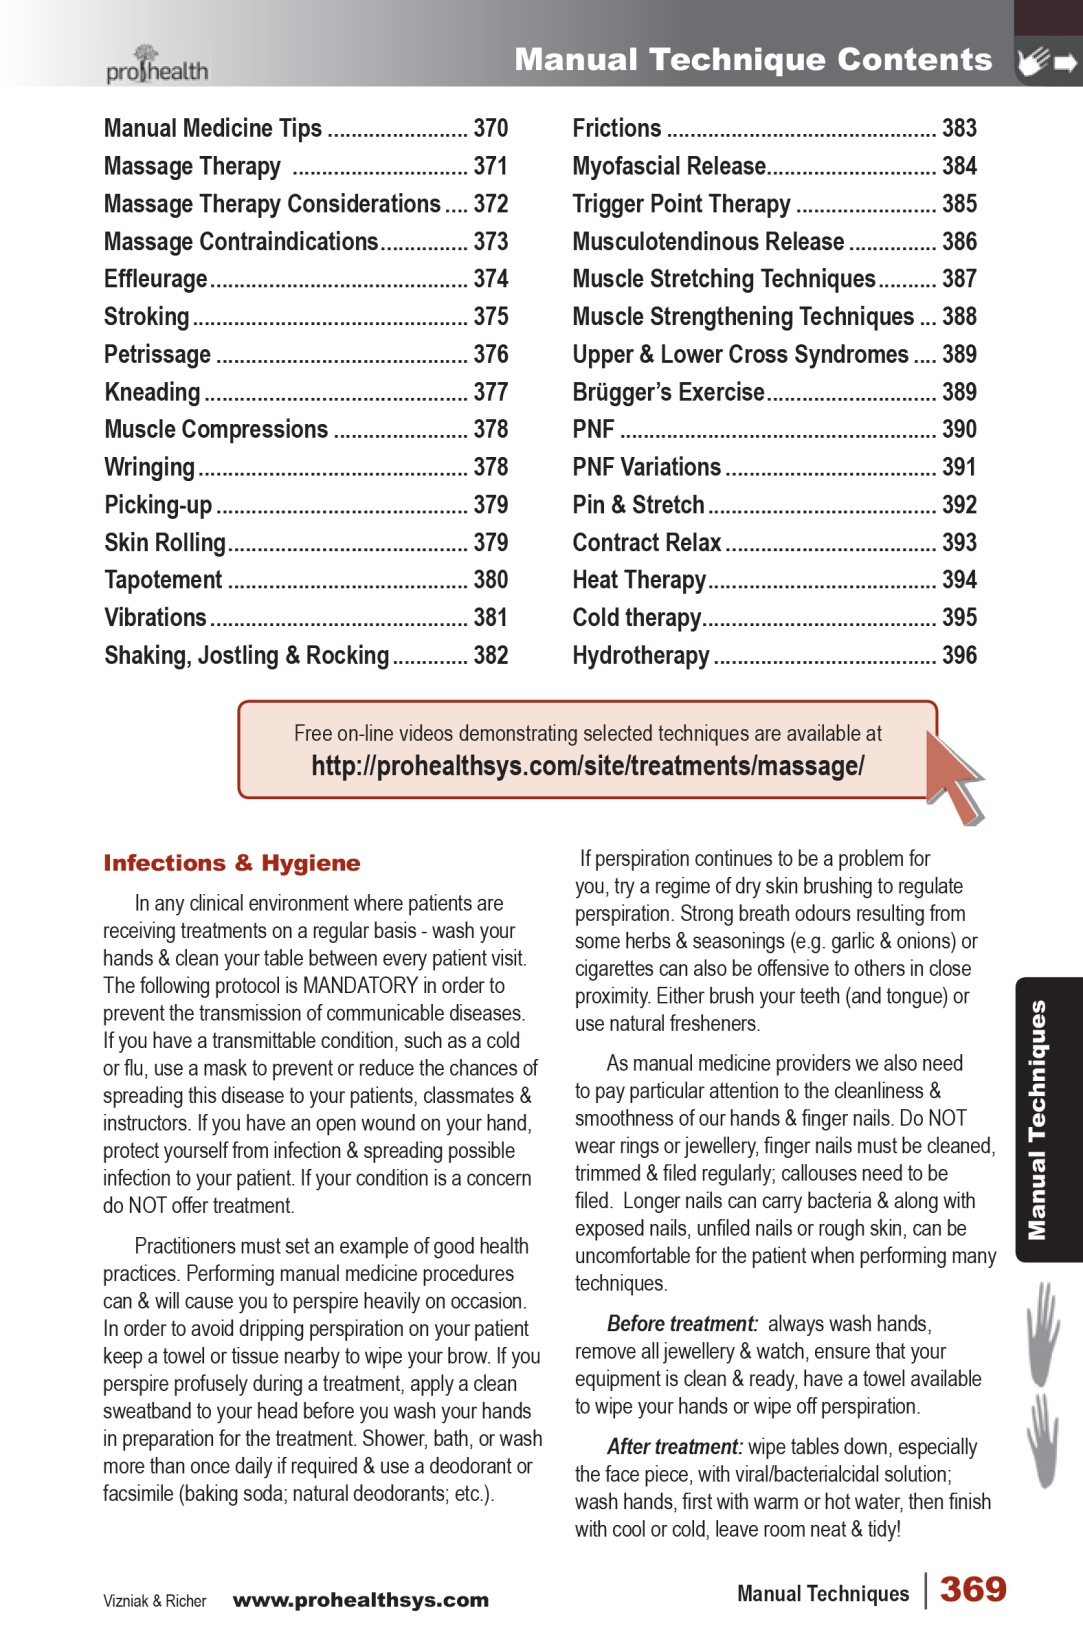 prohealth
Manual Technique Contents
Manual Medicine Tips ........................ 370
Massage Therapy .............................. 371
Massage Therapy Considerations .... 372
Massage Contraindications............... 373
Effleurage............................................ 374
Stroking............................................... 375
Petrissage ........................................... 376
Kneading ............................................. 377
Muscle Compressions ....................... 378
Wringing .............................................. 378
Picking-up ........................................... 379
Skin Rolling......................................... 379
Tapotement ......................................... 380
Vibrations ............................................ 381
Shaking, Jostling & Rocking ............. 382
Frictions .............................................. 383
Myofascial Release............................. 384
Trigger Point Therapy ........................ 385
Musculotendinous Release ............... 386
Muscle Stretching Techniques.......... 387
Muscle Strengthening Techniques ... 388
Upper & Lower Cross Syndromes .... 389
Brügger’s Exercise............................. 389
PNF ...................................................... 390
PNF Variations .................................... 391
Pin & Stretch ....................................... 392
Contract Relax .................................... 393
Heat Therapy....................................... 394
Cold therapy........................................ 395
Hydrotherapy ...................................... 396
Free on-line videos demonstrating selected techniques are available at
http://prohealthsys.com/site/treatments/massage/
Infections & Hygiene
In any clinical environment where patients are
receiving treatments on a regular basis - wash your
hands & clean your table between every patient visit.
The following protocol is MANDATORY in order to
prevent the transmission of communicable diseases.
If you have a transmittable condition, such as a cold
or flu, use a mask to prevent or reduce the chances of
spreading this disease to your patients, classmates &
instructors. If you have an open wound on your hand,
protect yourself from infection & spreading possible
infection to your patient. If your condition is a concern
do NOT offer treatment.
Practitioners must set an example of good health
practices. Performing manual medicine procedures
can & will cause you to perspire heavily on occasion.
In order to avoid dripping perspiration on your patient
keep a towel or tissue nearby to wipe your brow. If you
perspire profusely during a treatment, apply a clean
sweatband to your head before you wash your hands
in preparation for the treatment. Shower, bath, or wash
more than once daily if required & use a deodorant or
facsimile (baking soda; natural deodorants; etc.).
If perspiration continues to be a problem for
you, try a regime of dry skin brushing to regulate
perspiration. Strong breath odours resulting from
some herbs & seasonings (e.g. garlic & onions) or
cigarettes can also be offensive to others in close
proximity. Either brush your teeth (and tongue) or
use natural fresheners.
As manual medicine providers we also need
to pay particular attention to the cleanliness &
smoothness of our hands & finger nails. Do NOT
wear rings or jewellery, finger nails must be cleaned,
trimmed & filed regularly; callouses need to be
filed. Longer nails can carry bacteria & along with
exposed nails, unfiled nails or rough skin, can be
uncomfortable for the patient when performing many
techniques.
Before treatment: always wash hands,
remove all jewellery & watch, ensure that your
equipment is clean & ready, have a towel available
to wipe your hands or wipe off perspiration.
After treatment: wipe tables down, especially
the face piece, with viral/bacterialcidal solution;
wash hands, first with warm or hot water, then finish
with cool or cold, leave room neat & tidy!
Manual Techniques
Vizniak & Richer www.prohealthsys.com
Manual Techniques 369